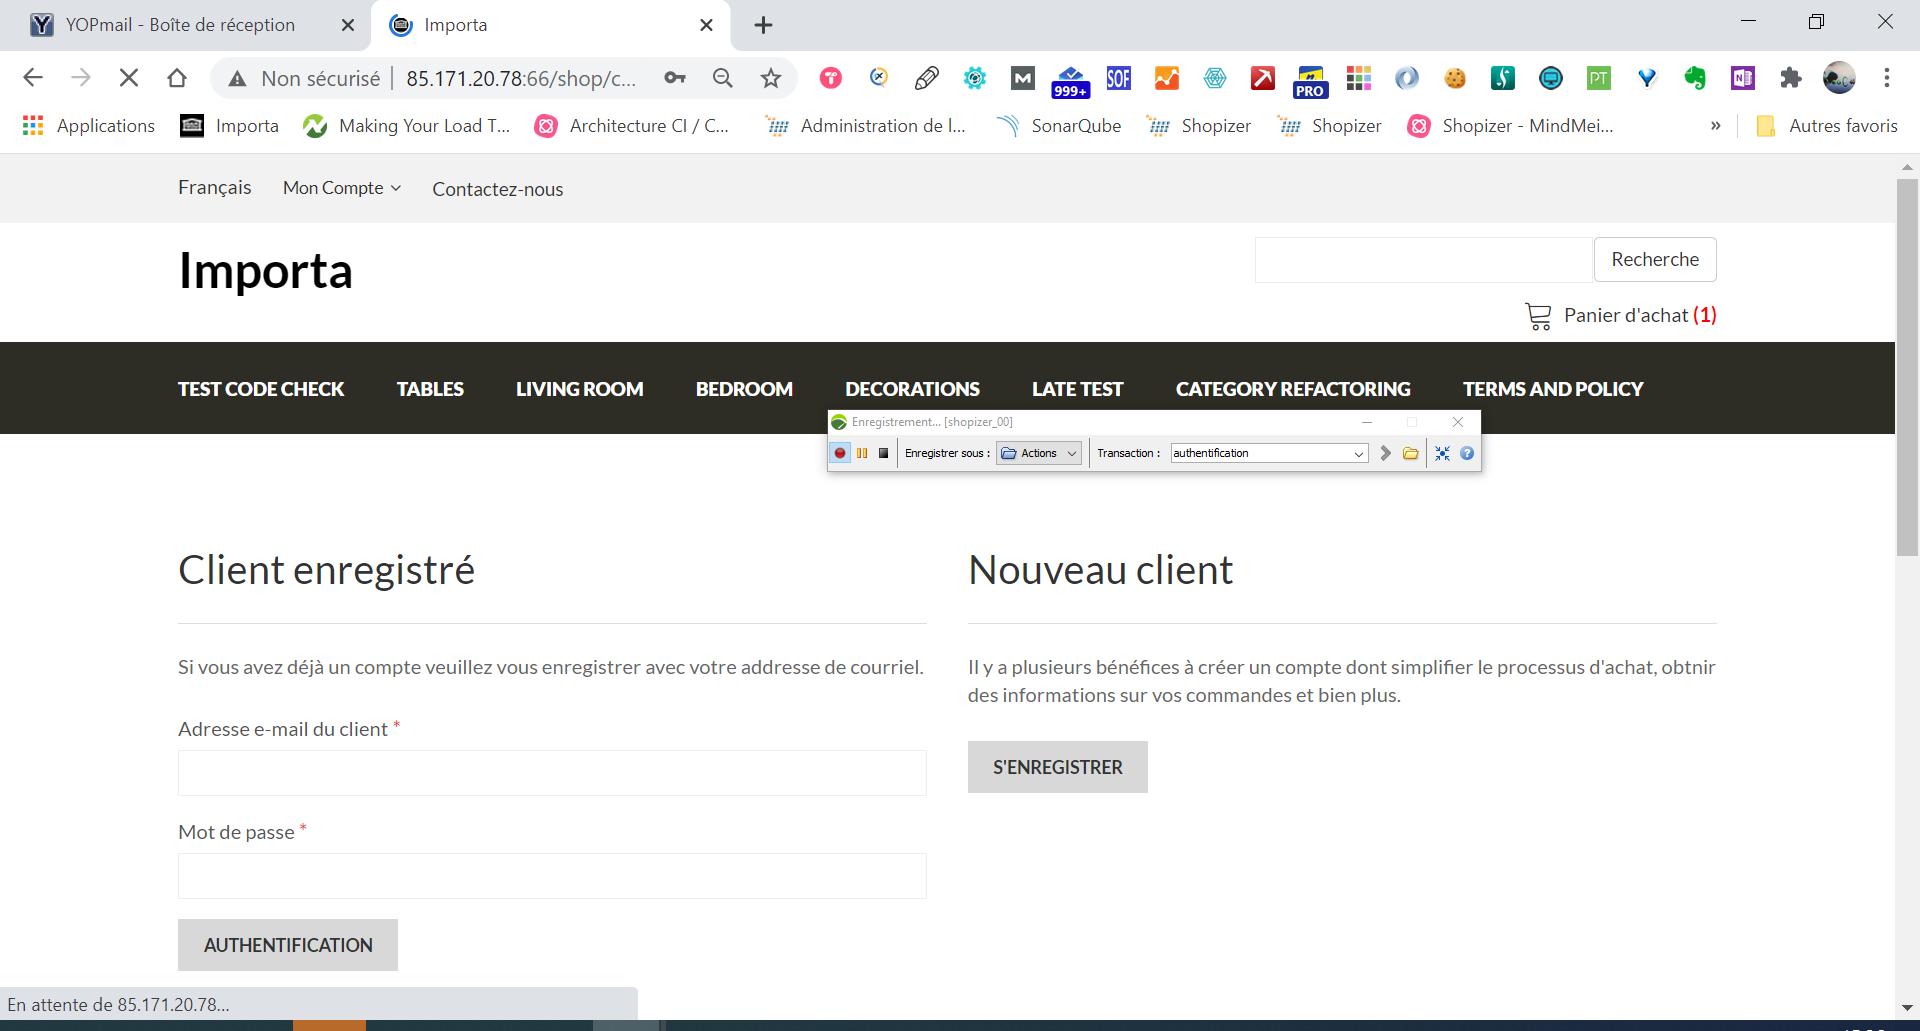 YOPmail - Boîte de réception
Importa
Non sécurisé
85.171.20.78:66/shop/c...
M
999+
SOF
PRO
PT
N
Applications
Importa
Making Your Load T...
Architecture CI / C...
Administration de l...
SonarQube
Shopizer
Shopizer
Shopizer - MindMei...
»
Autres favoris
Français
Mon Compte
Contactez-nous
Importa
Recherche
Panier d'achat (1)
TEST CODE CHECK
TABLES
LIVING ROOM
BEDROOM
DECORATIONS
LATE TEST
CATEGORY REFACTORING
TERMS AND POLICY
Enregistrement... [shopizer_00]
Enregistrer sous :
Actions
Transaction :
authentification
Client enregistré
Si vous avez déjà un compte veuillez vous enregistrer avec votre addresse de courriel.
Adresse e-mail du client *
Mot de passe *
AUTHENTIFICATION
Nouveau client
Il y a plusieurs bénéfices à créer un compte dont simplifier le processus d'achat, obtnir
des informations sur vos commandes et bien plus.
S'ENREGISTRER
En attente de 85.171.20.78...